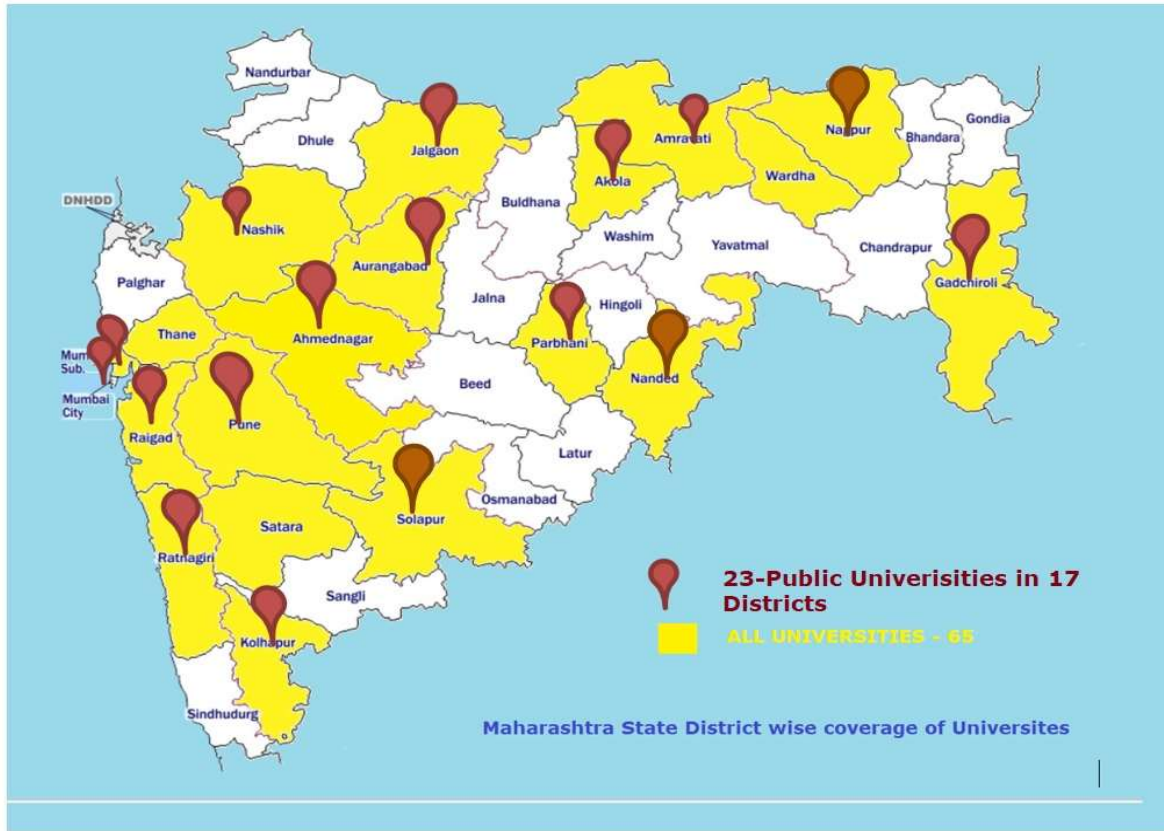 Nandurbar
Dhule
Jalgaon
Amravati
Nagpur
Bhandara
Gondia
Akola
Wardha
DNHDD
Nashik
Buldhana
Washim
Yavatmal
Chandrapur
Aurangabad
Gadchiroli
Palghar
Jalna
Hingoli
Thane
Ahmednagar
Parbhani
Mum
Sub.
Beed
Nanded
Mumbai
City
Raigad
Pune
Latur
Osmanabad
Solapur
Satara
Ratnagiri
Sangli
Kolhapur
Sindhudurg
23-Public Univerisities in 17
Districts
ALL UNIVERSITIES - 65
Maharashtra State District wise coverage of Universites